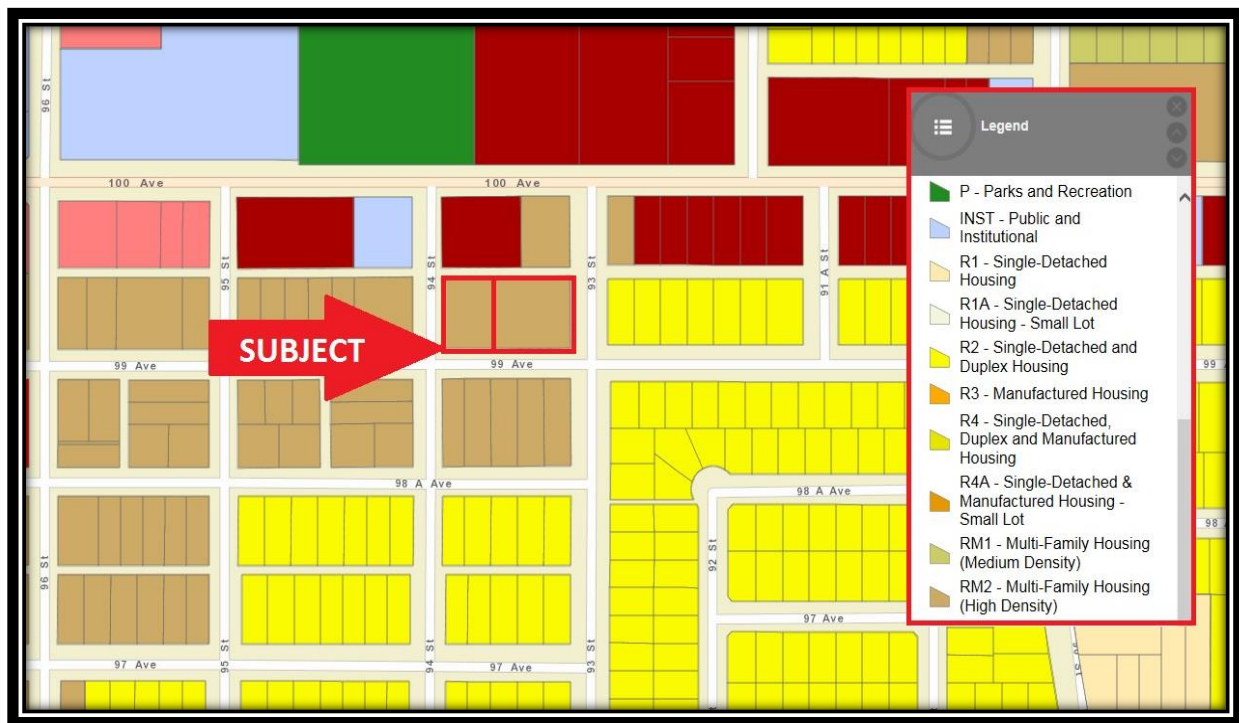 96 St
100 Ave
100 Ave
95 St
94 St
93 St
91 A St
SUBJECT
99 Ave
99 Ave
99
98 A Ave
98 A Ave
98
96 St
92 St
97 Ave
95 St
94 St
93 St
97 Ave
97 Ave
Legend
P - Parks and Recreation
INST - Public and
Institutional
R1 - Single-Detached
Housing
R1A - Single-Detached
Housing - Small Lot
R2 - Single-Detached and
Duplex Housing
R3 - Manufactured Housing
R4 - Single-Detached,
Duplex and Manufactured
Housing
R4A - Single-Detached &
Manufactured Housing -
Small Lot
RM1 - Multi-Family Housing
(Medium Density)
RM2 - Multi-Family Housing
(High Density)